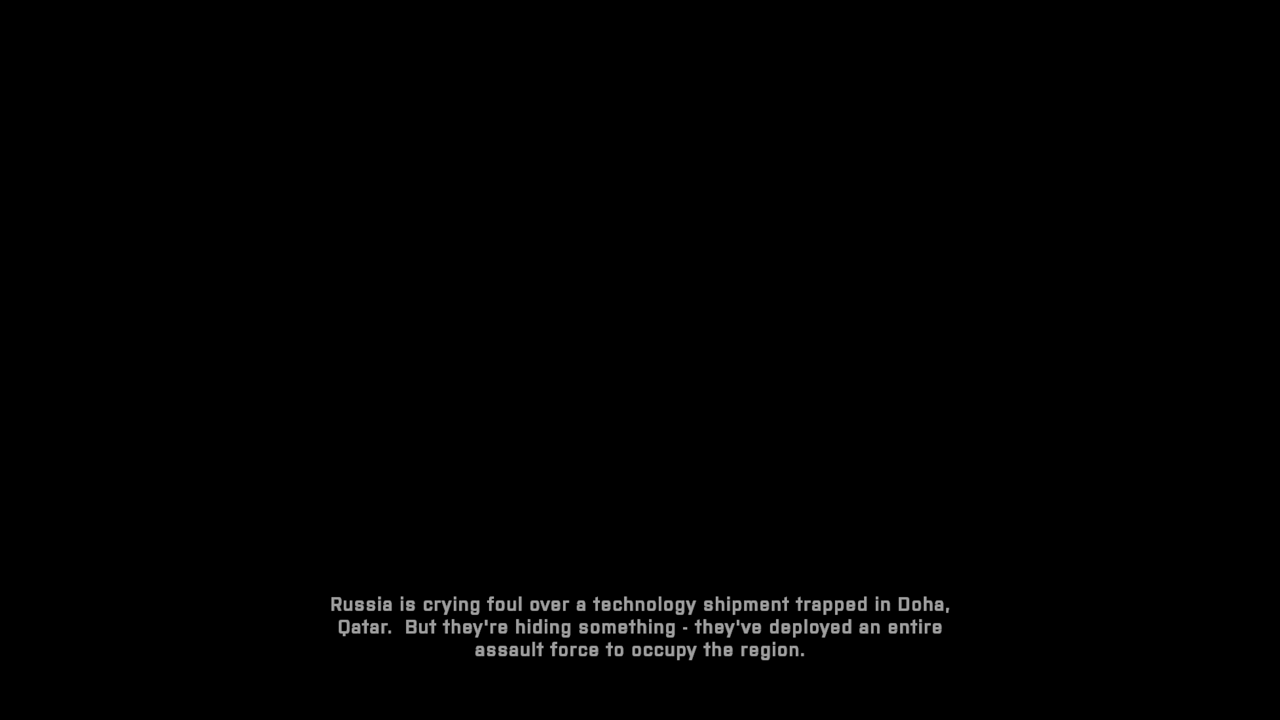 Russia is crying foul over a technology shipment trapped in Doha,
Qatar.  But they're hiding something - they've deployed an entire
assault force to occupy the region.